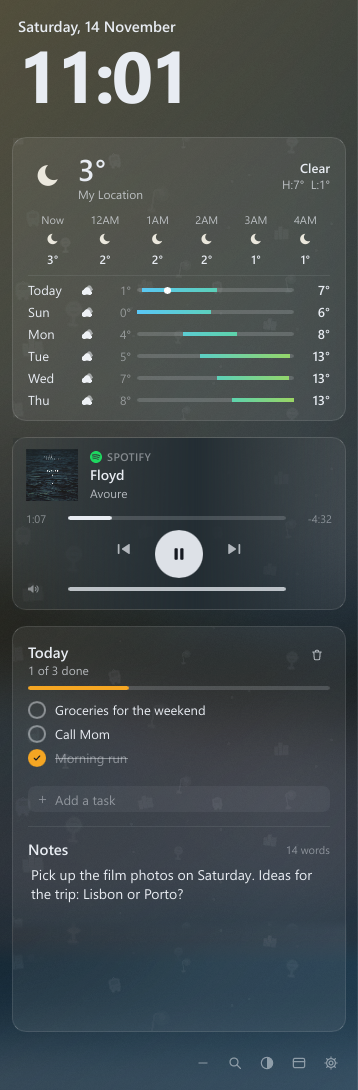 Saturday, 14 November
11:01
3°
My Location
Clear
H:7° L:1°
Now 12AM 1AM 2AM 3AM 4AM
3° 2° 2° 2° 1° 1°
Today 1° 7°
Sun 0° 6°
Mon 4° 8°
Tue 5° 13°
Wed 7° 13°
Thu 8° 13°
SPOTIFY
Floyd
Avoure
1:07 -4:32
Today
1 of 3 done
Groceries for the weekend
Call Mom
Morning run
+ Add a task
Notes 14 words
Pick up the film photos on Saturday. Ideas for
the trip: Lisbon or Porto?